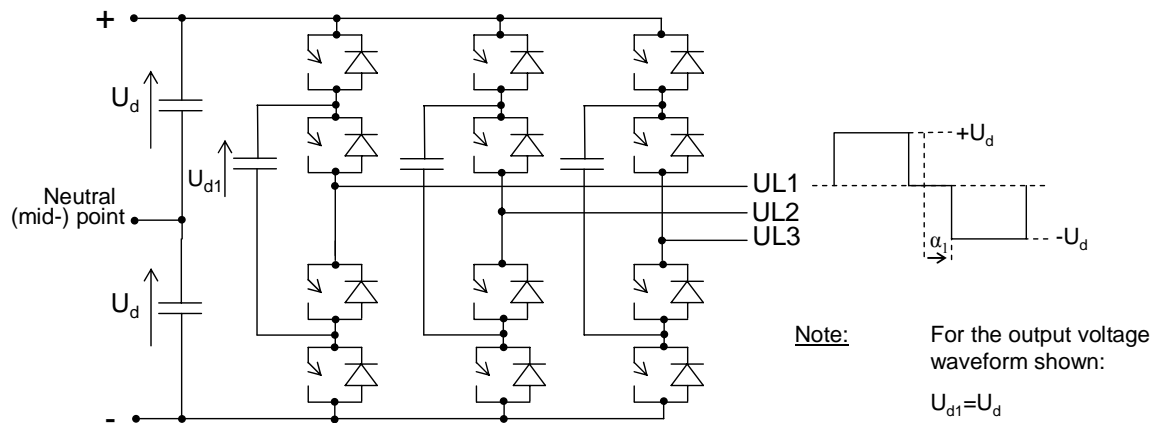 +
U_d
U_d1
Neutral
(mid-) point
U_d
-
UL1
UL2
UL3
+U_d
α_1
-U_d
Note: For the output voltage
waveform shown:
U_d1=U_d